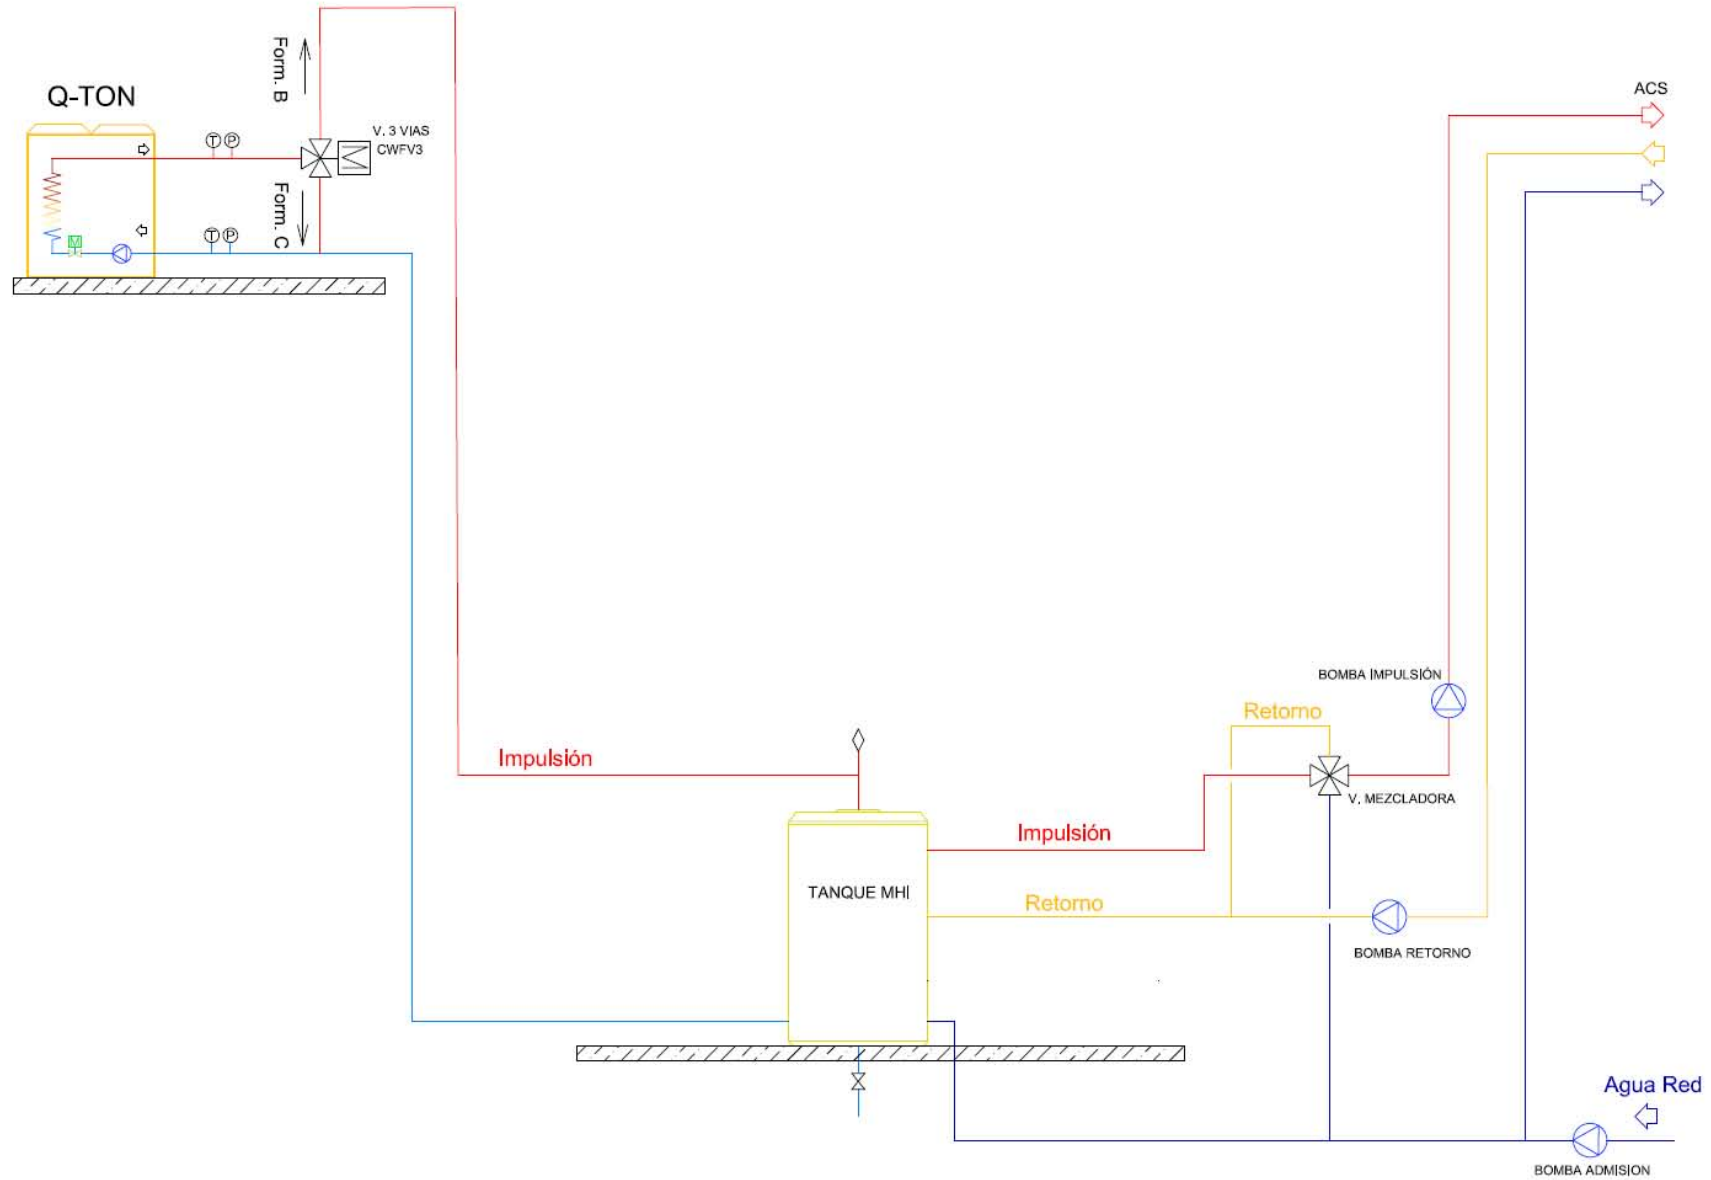 Form. B
ACS
Q-TON
V. 3 VIAS
CWFV3
T P
Form. C
M
T P
BOMBA IMPULSIÓN
Retorno
Impulsión
V. MEZCLADORA
Impulsión
TANQUE MHI
Retorno
BOMBA RETORNO
Agua Red
BOMBA ADMISION